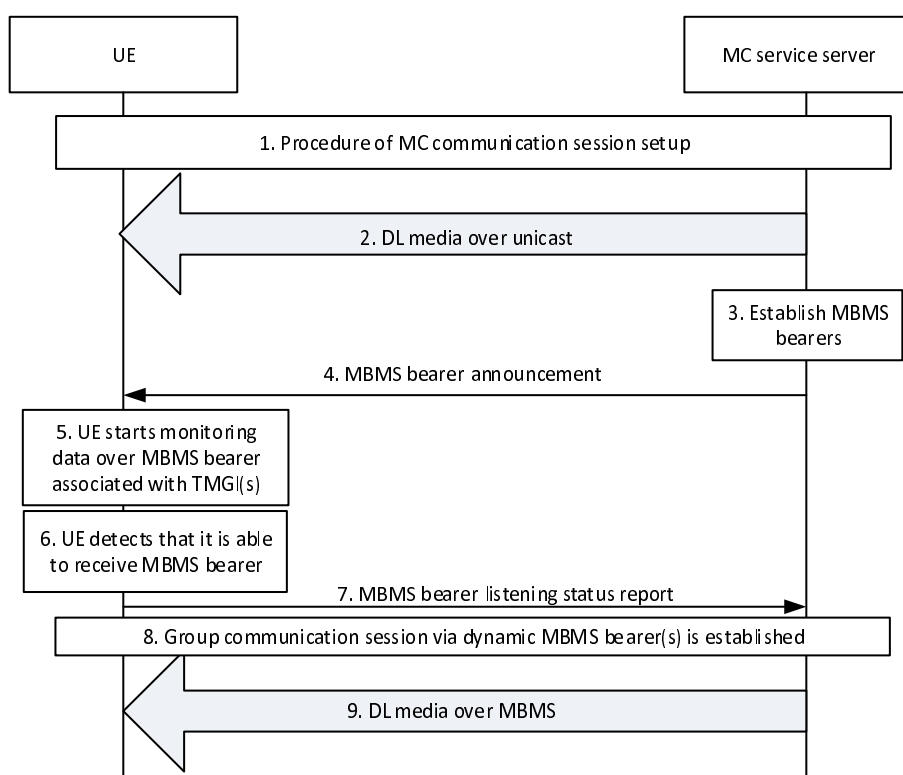 UE
MC service server
1. Procedure of MC communication session setup
2. DL media over unicast
3. Establish MBMS
bearers
4. MBMS bearer announcement
5. UE starts monitoring
data over MBMS bearer
associated with TMGI(s)
6. UE detects that it is able
to receive MBMS bearer
7. MBMS bearer listening status report
8. Group communication session via dynamic MBMS bearer(s) is established
9. DL media over MBMS